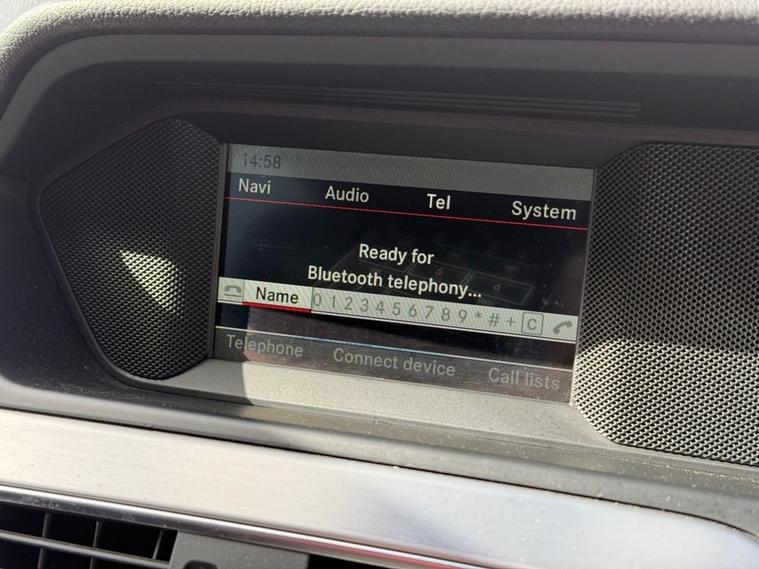 14:58
Navi Audio Tel System
Ready for
Bluetooth telephony...
Name 0 1 2 3 4 5 6 7 8 9 * # + C
Telephone Connect device Call lists